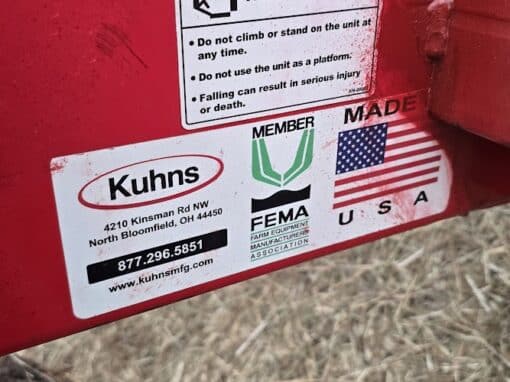 • Do not climb or stand on the unit at
any time.
• Do not use the unit as a platform.
• Falling can result in serious injury
or death.
Kuhns
4210 Kinsman Rd NW
North Bloomfield, OH 44450
877.296.5851
www.kuhnsmfg.com
MEMBER
FEMA
FARM EQUIPMENT
MANUFACTURERS
ASSOCIATION
MADE
USA